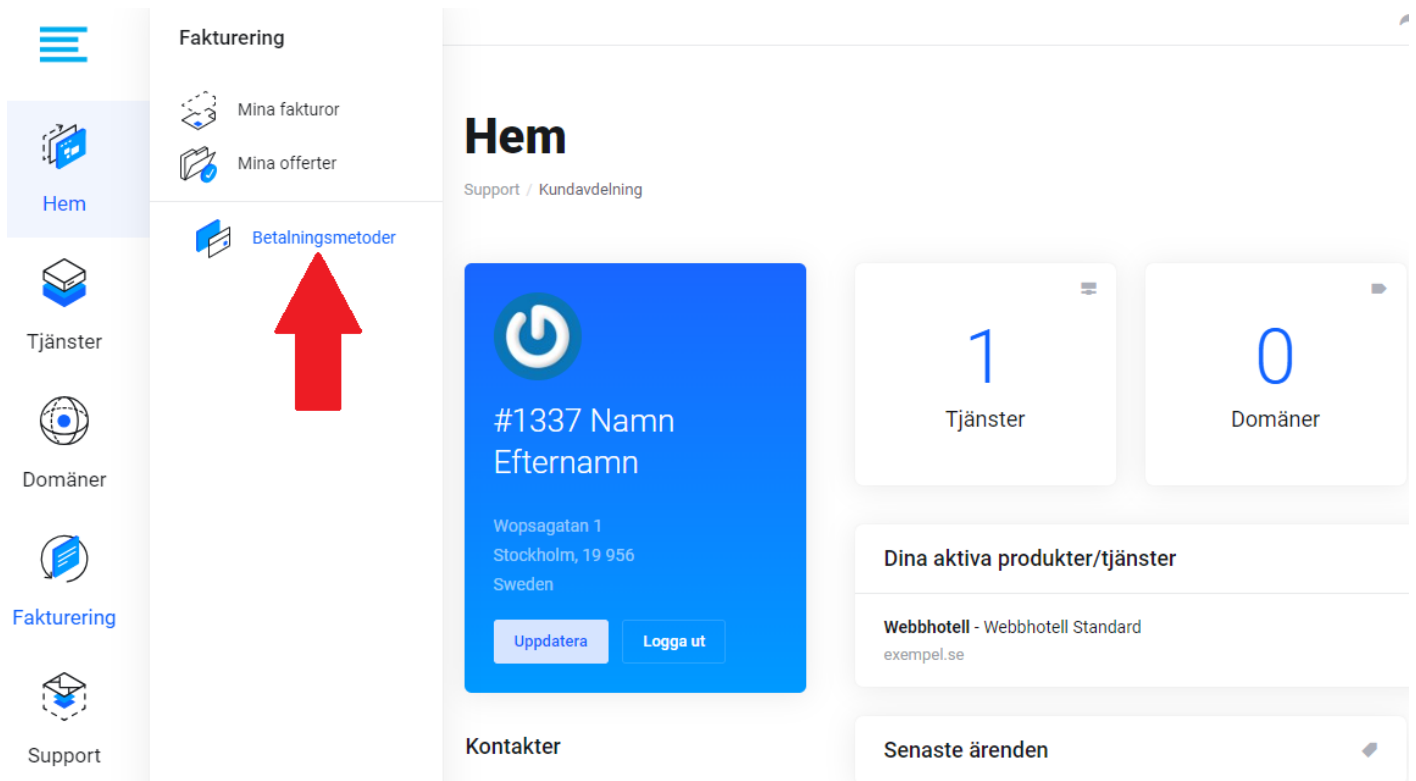 Hem
Tjänster
Domäner
Fakturering
Support
Fakturering
Mina fakturor
Mina offerter
Betalningsmetoder
Hem
Support / Kundavdelning
#1337 Namn
Efternamn
Wopsagatan 1
Stockholm, 19 956
Sweden
Uppdatera
Logga ut
Kontakter
1
Tjänster
0
Domäner
Dina aktiva produkter/tjänster
Webbhotell - Webbhotell Standard
exempel.se
Senaste ärenden